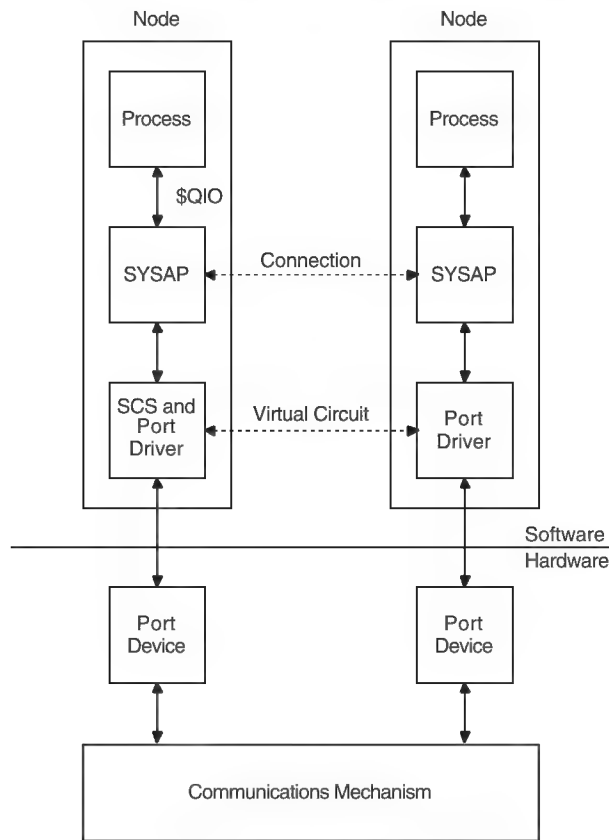 Node
Node
Process
Process
$QIO
Connection
SYSAP
SYSAP
SCS and
Port
Driver
Virtual Circuit
Port
Driver
Software
Hardware
Port
Device
Port
Device
Communications Mechanism